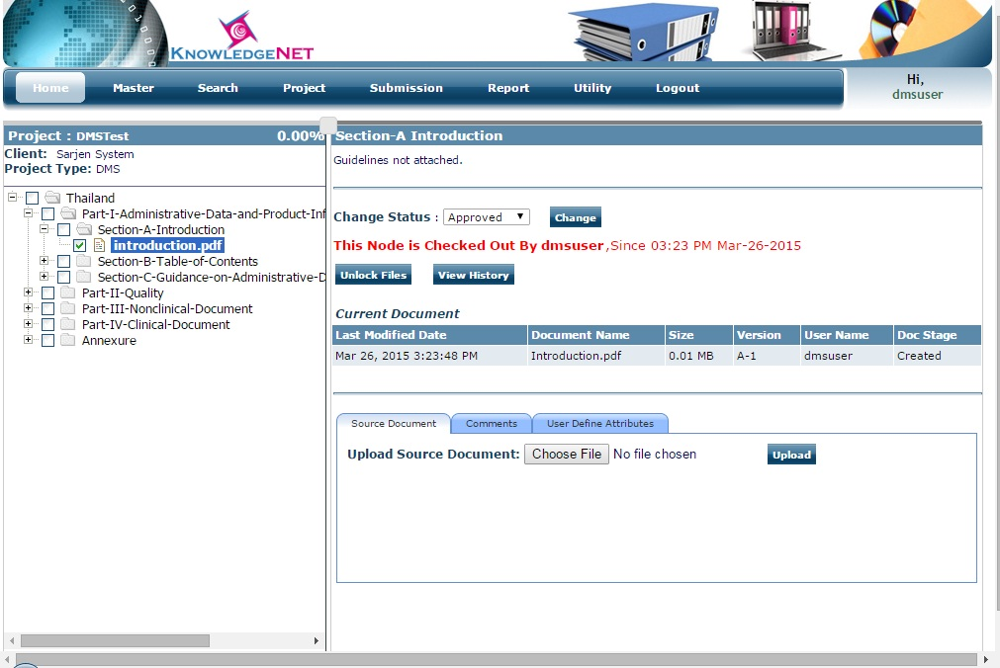 KNOWLEDGENET
Home Master Search Project Submission Report Utility Logout
Hi,
dmsuser
Project : DMSTest 0.00%
Client: Sarjen System
Project Type: DMS
Thailand
Part-I-Administrative-Data-and-Product-Inf
Section-A-Introduction
introduction.pdf
Section-B-Table-of-Contents
Section-C-Guidance-on-Administrative-D
Part-II-Quality
Part-III-Nonclinical-Document
Part-IV-Clinical-Document
Annexure
Section-A Introduction
Guidelines not attached.
Change Status : Approved Change
This Node is Checked Out By dmsuser,Since 03:23 PM Mar-26-2015
Unlock Files View History
Current Document
Last Modified Date Document Name Size Version User Name Doc Stage
Mar 26, 2015 3:23:48 PM Introduction.pdf 0.01 MB A-1 dmsuser Created
Source Document Comments User Define Attributes
Upload Source Document: Choose File No file chosen Upload